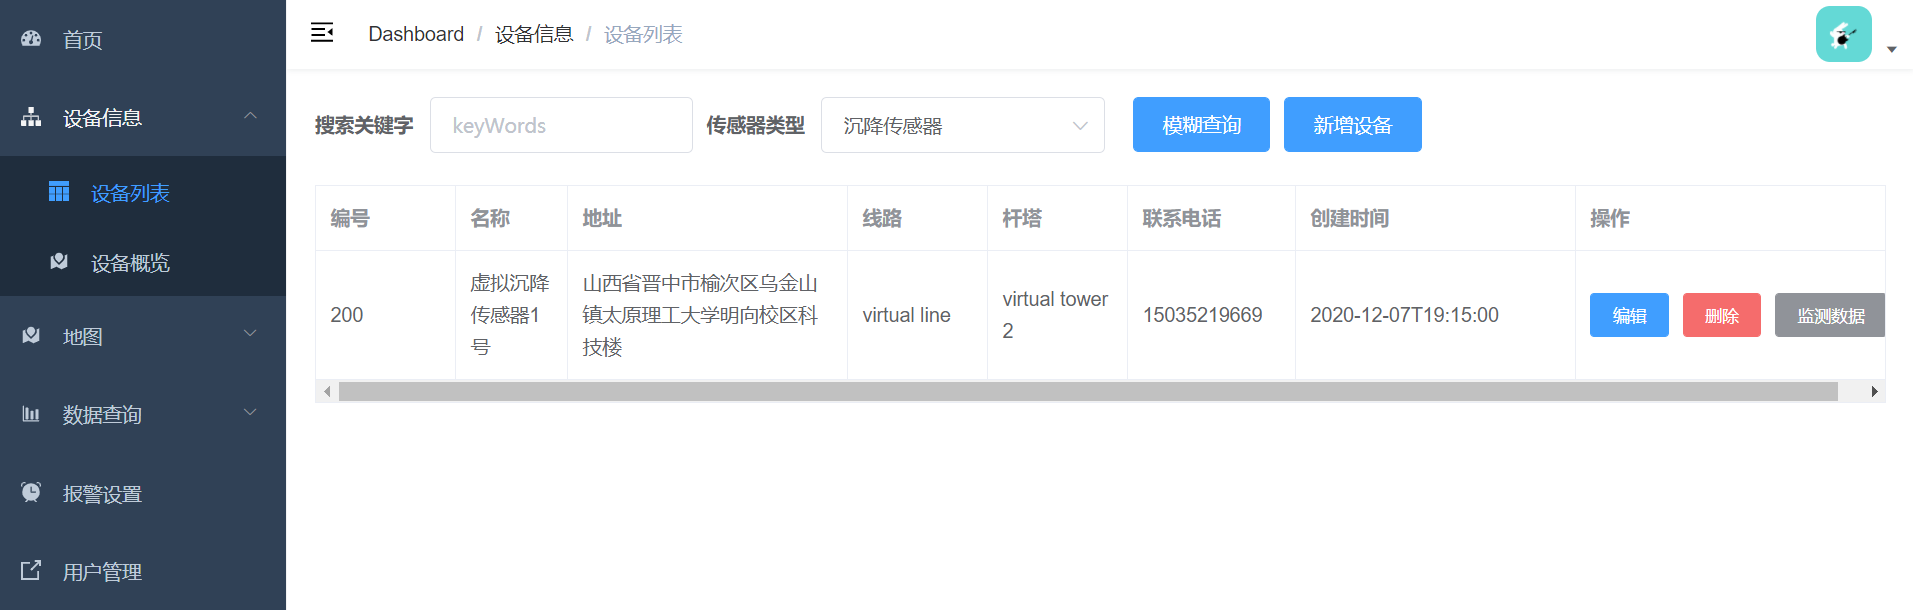 首页
设备信息
设备列表
设备概览
地图
数据查询
报警设置
用户管理
Dashboard / 设备信息 / 设备列表
搜索关键字 keyWords 传感器类型 沉降传感器 模糊查询 新增设备
编号 名称 地址 线路 杆塔 联系电话 创建时间 操作
200
虚拟沉降
传感器1
号
山西省晋中市榆次区乌金山
镇太原理工大学明向校区科
技楼
virtual line
virtual tower
2
15035219669
2020-12-07T19:15:00
编辑 删除 监测数据